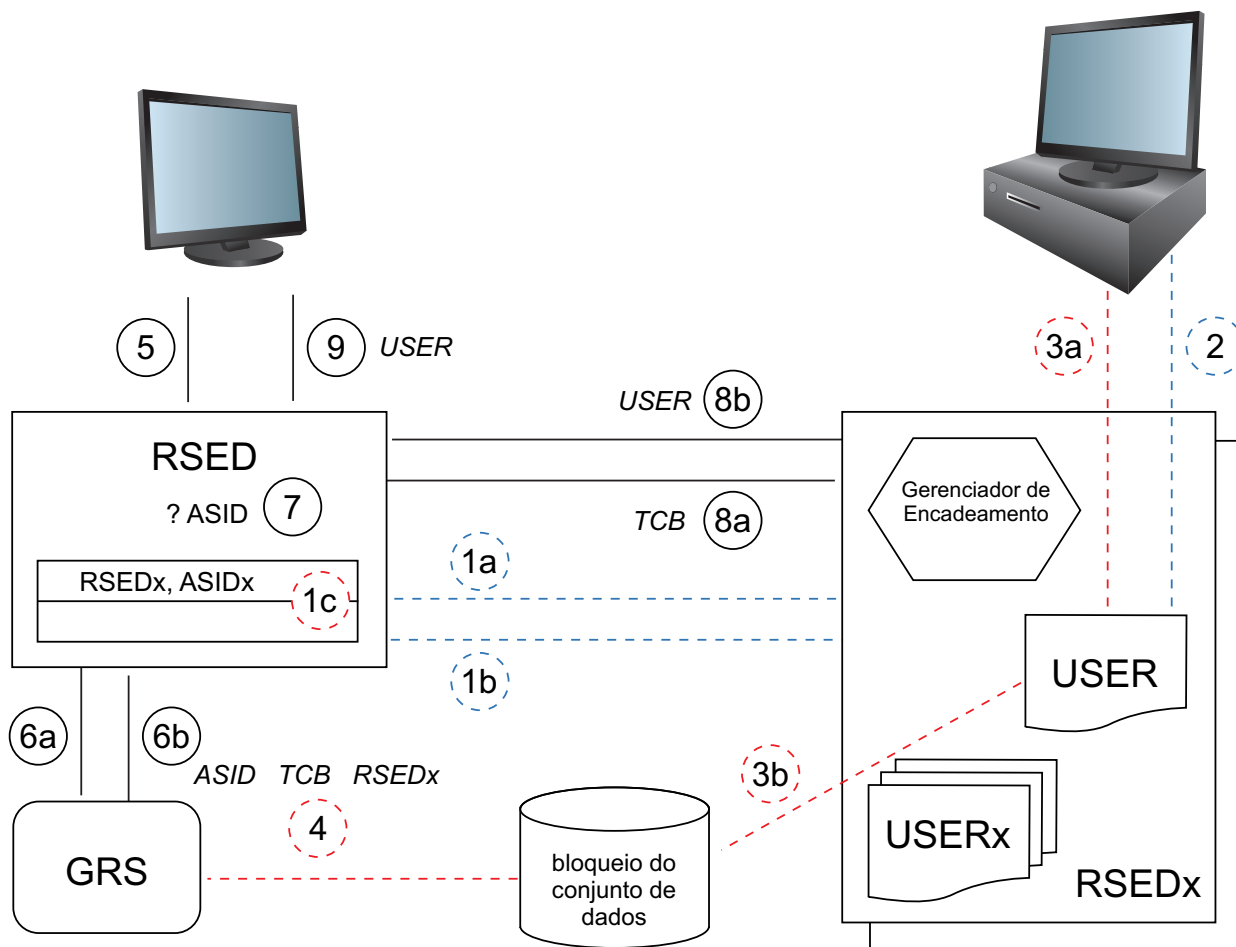 5
9
USER
3a
2
USER
8b
RSED
? ASID
7
TCB
8a
Gerenciador de
Encadeamento
RSEDx, ASIDx
1c
1a
1b
USER
6a
6b
ASID TCB RSEDx
4
3b
GRS
bloqueio do
conjunto de
dados
USERx
RSEDx